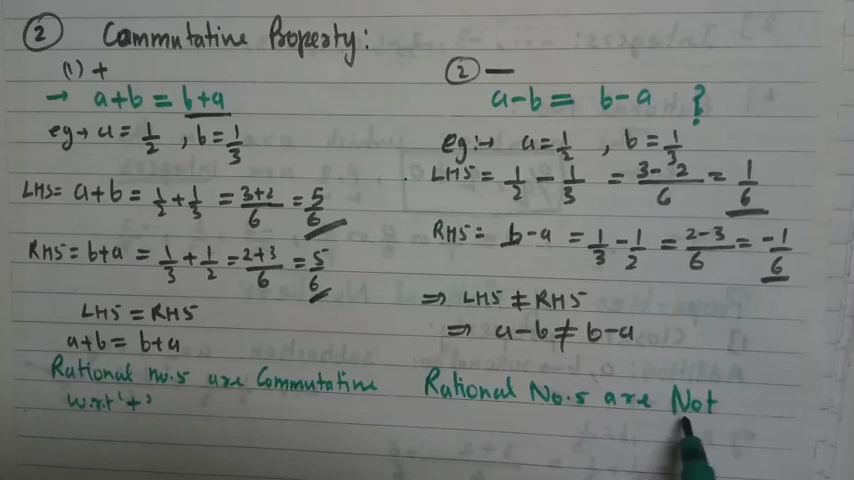 ② Commutative Property:
(1) +
→ a+b = b+a
eg → a = 1/2 , b = 1/3
LHS = a+b = 1/2 + 1/3 = 3+2/6 = 5/6
RHS = b+a = 1/3 + 1/2 = 2+3/6 = 5/6
LHS = RHS
a+b = b+a
Rational no.s are Commutative
w.r.t '+'
② —
a-b = b-a ?
eg:→ a = 1/2 , b = 1/3
LHS = 1/2 - 1/3 = 3-2/6 = 1/6
RHS = b-a = 1/3 - 1/2 = 2-3/6 = -1/6
⇒ LHS ≠ RHS
⇒ a-b ≠ b-a
Rational No.s are Not